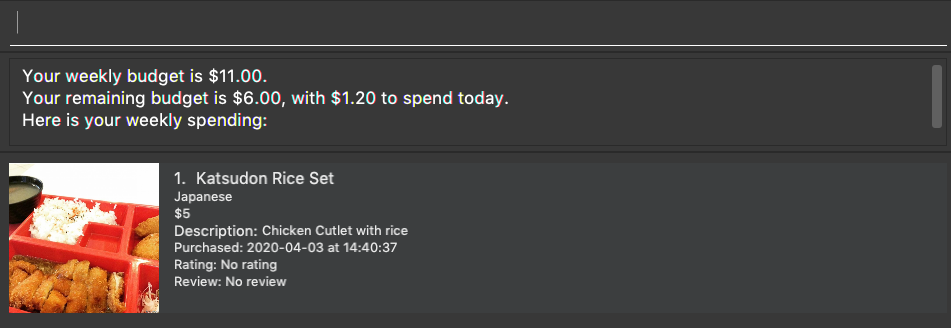 Your weekly budget is $11.00.
Your remaining budget is $6.00, with $1.20 to spend today.
Here is your weekly spending:
1. Katsudon Rice Set
Japanese
$5
Description: Chicken Cutlet with rice
Purchased: 2020-04-03 at 14:40:37
Rating: No rating
Review: No review